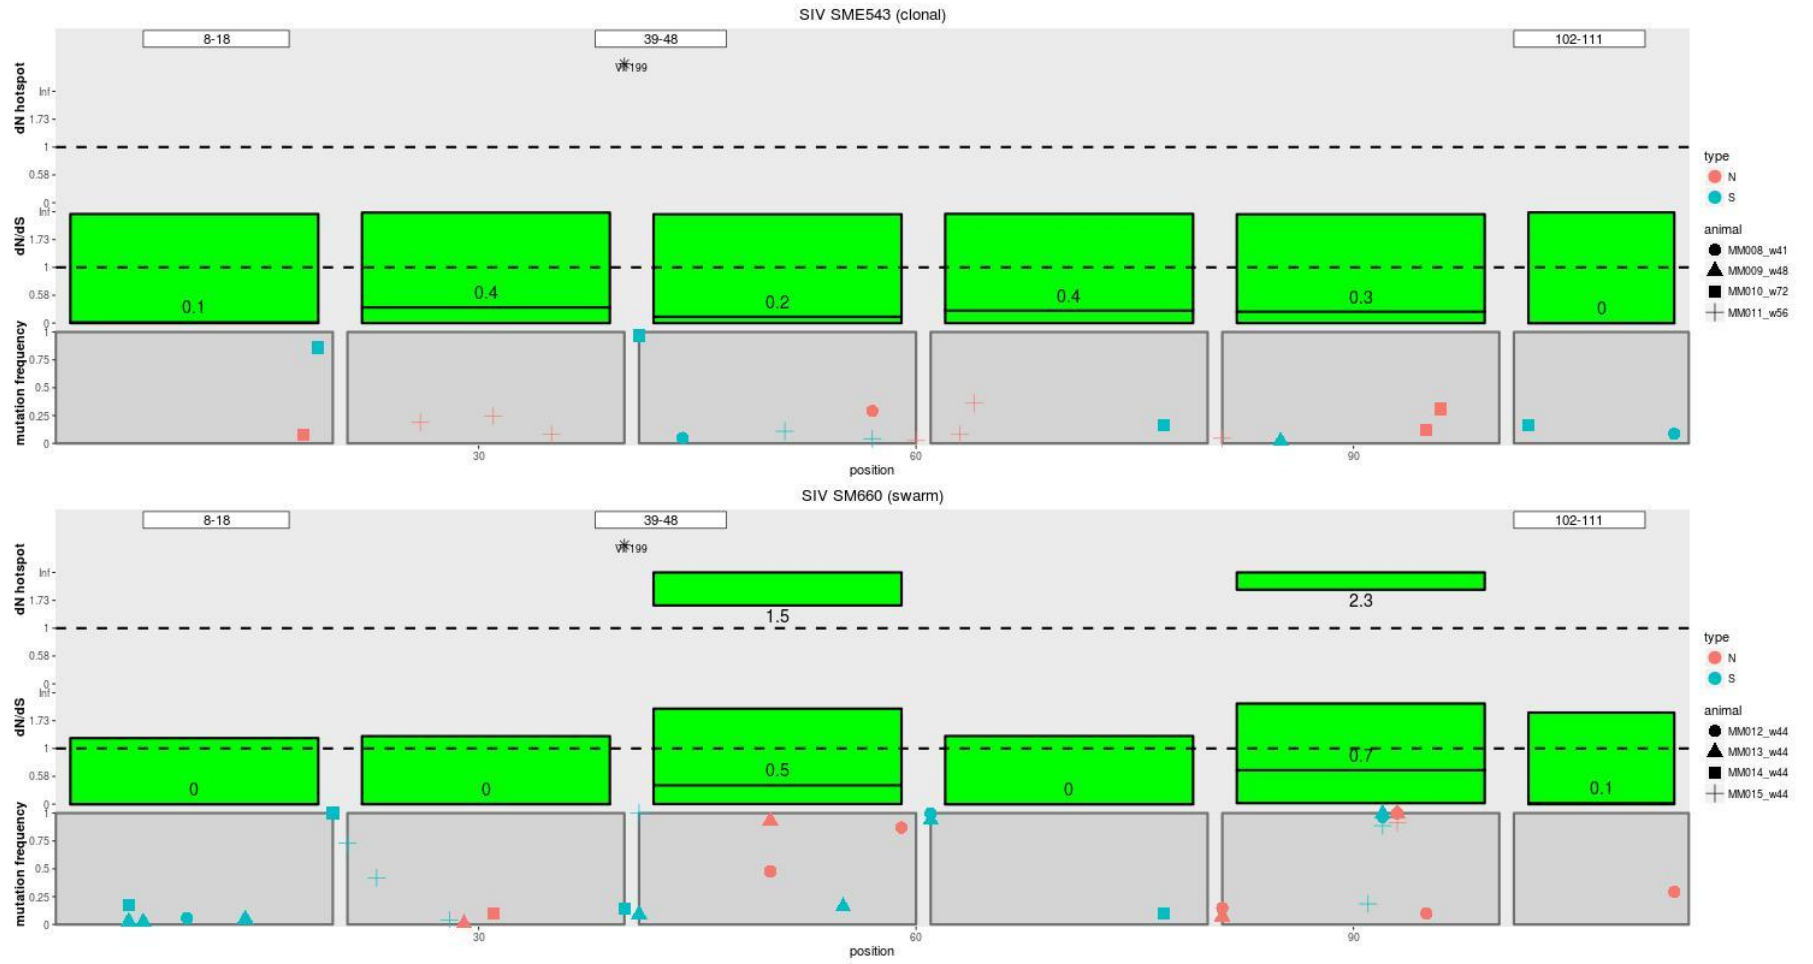 SIV SME543 (clonal)
8-18 39-48 102-111
Vif199
dN hotspot
Inf
1.73
1
0.58
0
dN/dS
Inf
1.73
1
0.58
0
0.1 0.4 0.2 0.4 0.3 0
mutation frequency
1
0.75
0.5
0.25
0
30 60 90
position
type
N
S
animal
MM008_w41
MM009_w48
MM010_w72
MM011_w56
SIV SM660 (swarm)
8-18 39-48 102-111
Vif199
dN hotspot
Inf
1.73
1
0.58
0
1.5 2.3
dN/dS
Inf
1.73
1
0.58
0
0 0 0.5 0 0.7 0.1
mutation frequency
1
0.75
0.5
0.25
0
30 60 90
position
type
N
S
animal
MM012_w44
MM013_w44
MM014_w44
MM015_w44